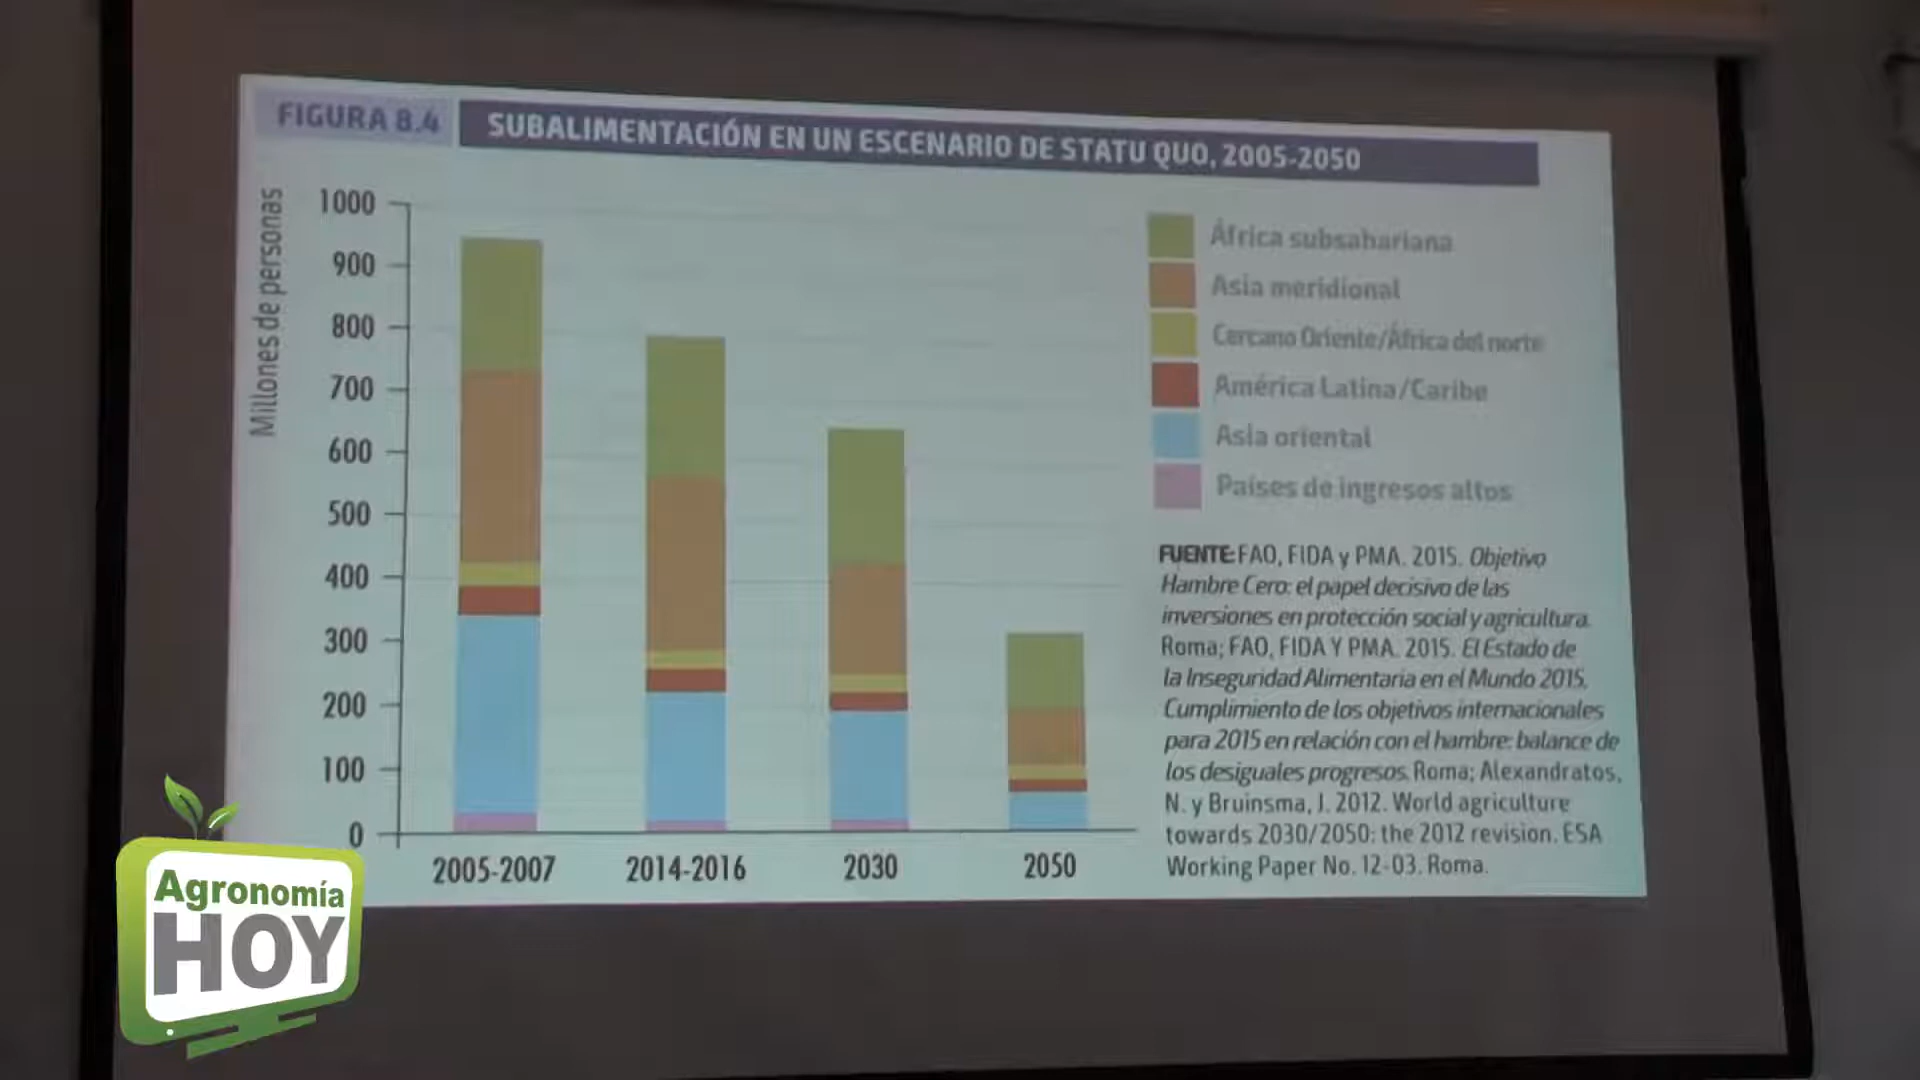 FIGURA 8.4
SUBALIMENTACIÓN EN UN ESCENARIO DE STATU QUO, 2005-2050
Millones de personas
1000
900
800
700
600
500
400
300
200
100
0
2005-2007
2014-2016
2030
2050
África subsahariana
Asia meridional
Cercano Oriente/África del norte
América Latina/Caribe
Asia oriental
Países de ingresos altos
FUENTE: FAO, FIDA y PMA. 2015. Objetivo
Hambre Cero: el papel decisivo de las
inversiones en protección social y agricultura.
Roma; FAO, FIDA Y PMA. 2015. El Estado de
la Inseguridad Alimentaria en el Mundo 2015.
Cumplimiento de los objetivos internacionales
para 2015 en relación con el hambre: balance de
los desiguales progresos. Roma; Alexandratos,
N. y Bruinsma, J. 2012. World agriculture
towards 2030/2050: the 2012 revision. ESA
Working Paper No. 12-03. Roma.
Agronomía
HOY